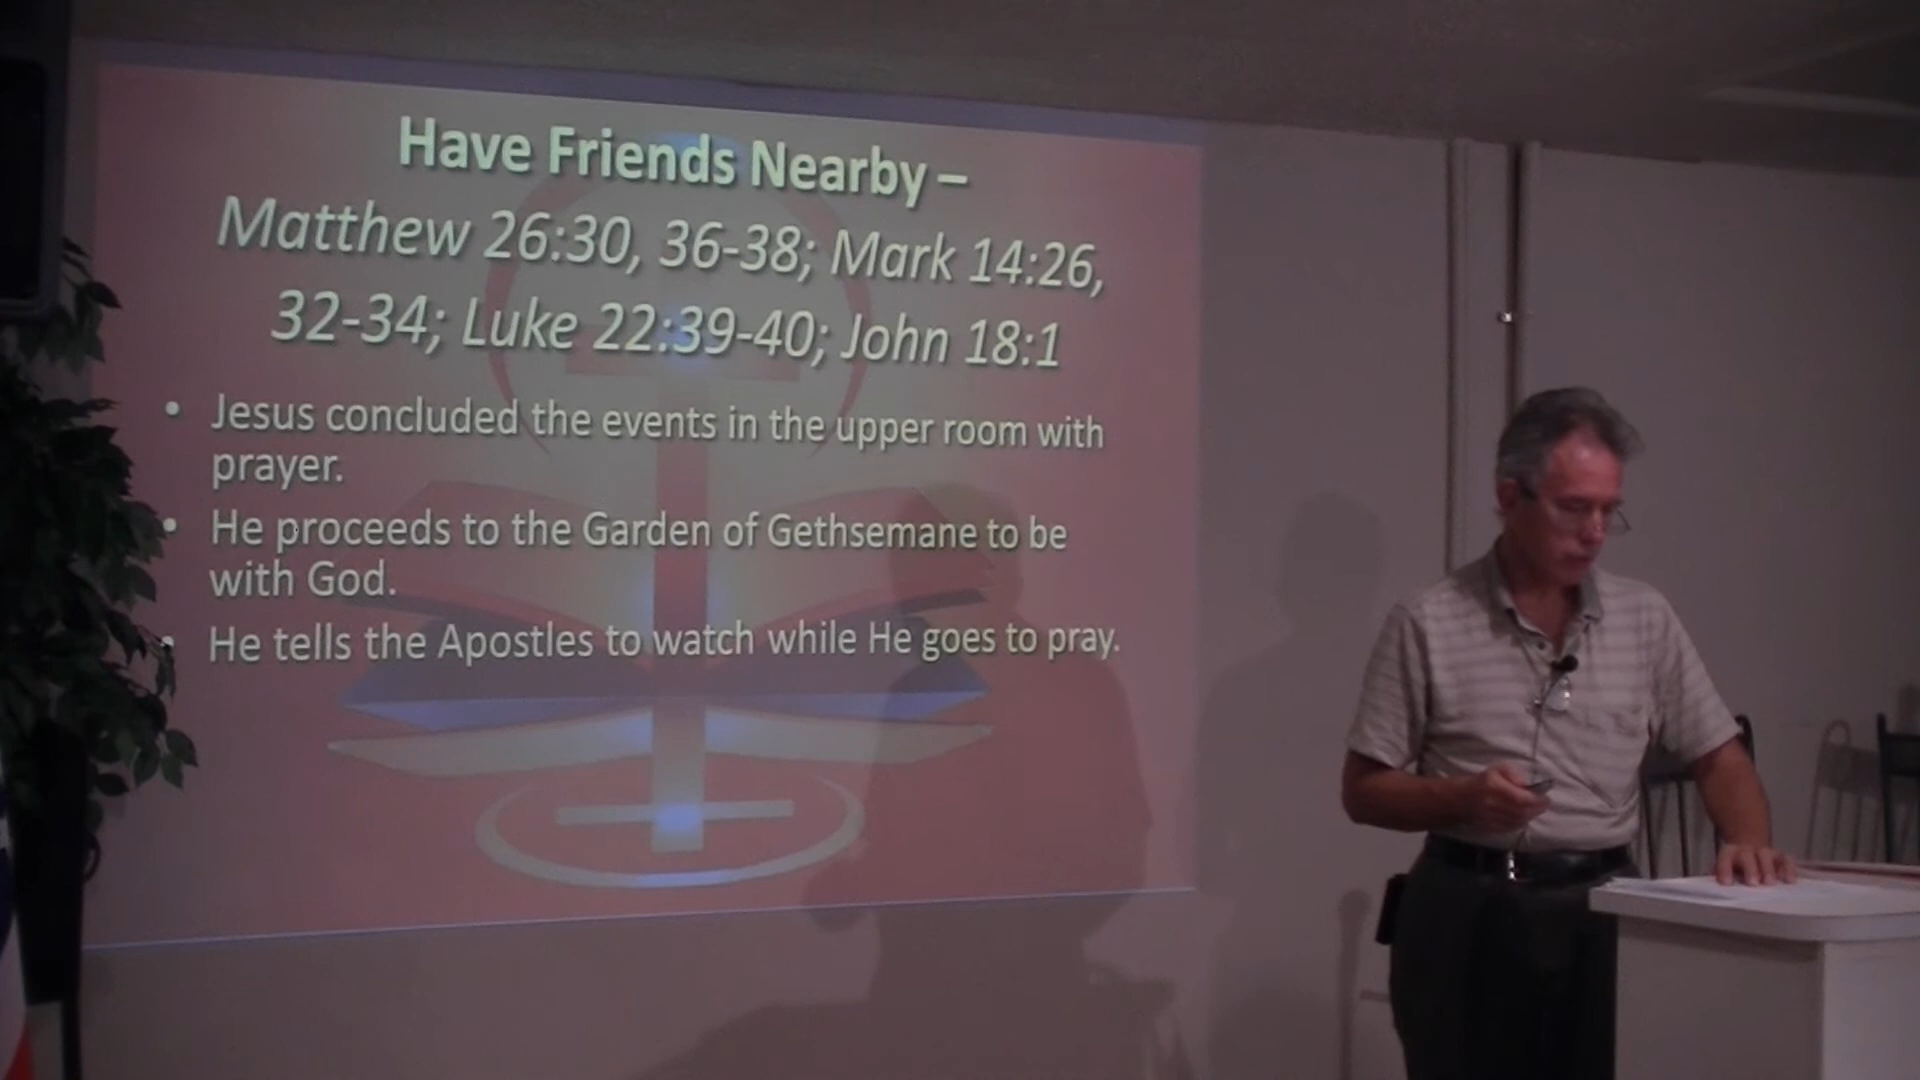 Have Friends Nearby –
Matthew 26:30, 36-38; Mark 14:26,
32-34; Luke 22:39-40; John 18:1
• Jesus concluded the events in the upper room with
prayer.
• He proceeds to the Garden of Gethsemane to be
with God.
• He tells the Apostles to watch while He goes to pray.